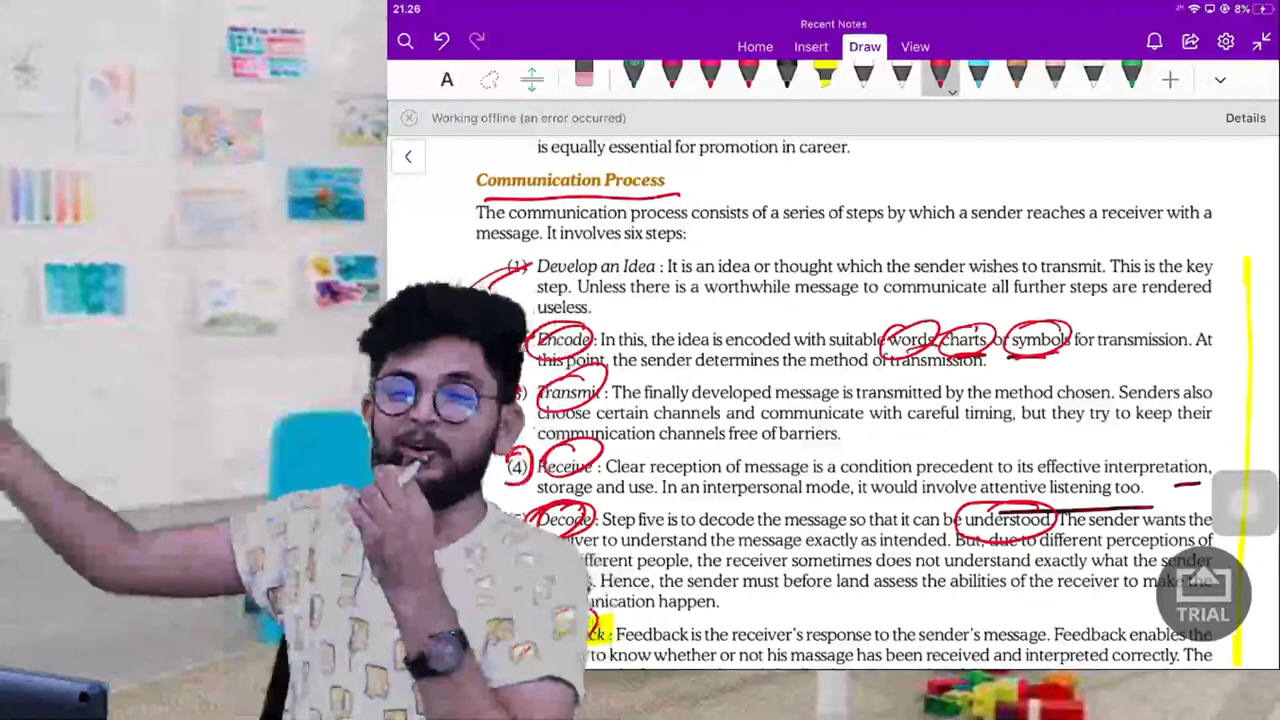 21.26
8%
Recent Notes
Home Insert Draw View
A
Working offline (an error occurred) Details
is equally essential for promotion in career.
Communication Process
The communication process consists of a series of steps by which a sender reaches a receiver with a
message. It involves six steps:
(1) Develop an Idea : It is an idea or thought which the sender wishes to transmit. This is the key
step. Unless there is a worthwhile message to communicate all further steps are rendered
useless.
Encode : In this, the idea is encoded with suitable words, charts or symbols for transmission. At
this point, the sender determines the method of transmission.
Transmit : The finally developed message is transmitted by the method chosen. Senders also
choose certain channels and communicate with careful timing, but they try to keep their
communication channels free of barriers.
(4) Receive : Clear reception of message is a condition precedent to its effective interpretation,
storage and use. In an interpersonal mode, it would involve attentive listening too.
Decode : Step five is to decode the message so that it can be understood. The sender wants the
to understand the message exactly as intended. But, due to different perceptions of
people, the receiver sometimes does not understand exactly what the sender
Hence, the sender must before land assess the abilities of the receiver to make the
happen.
: Feedback is the receiver's response to the sender's message. Feedback enables the
to know whether or not his massage has been received and interpreted correctly. The
TRIAL